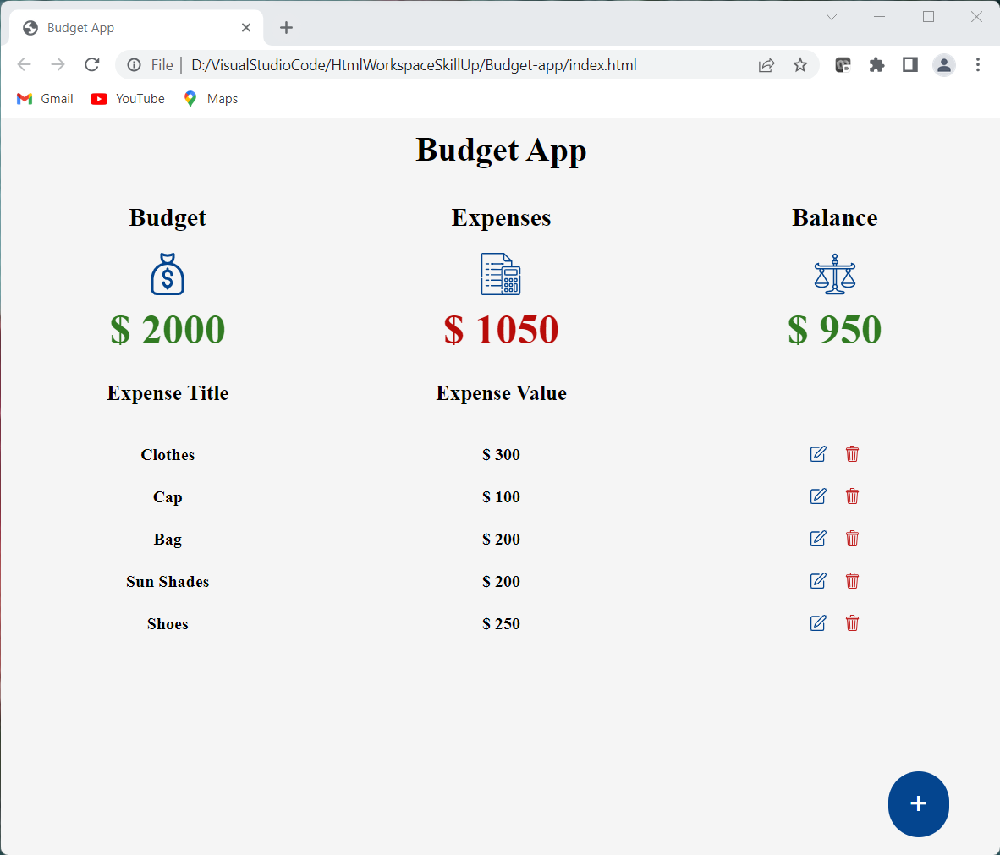 Budget App
File | D:/VisualStudioCode/HtmlWorkspaceSkillUp/Budget-app/index.html
Gmail YouTube Maps
Budget App
Budget Expenses Balance
$ 2000 $ 1050 $ 950
Expense Title Expense Value
Clothes $ 300
Cap $ 100
Bag $ 200
Sun Shades $ 200
Shoes $ 250
+